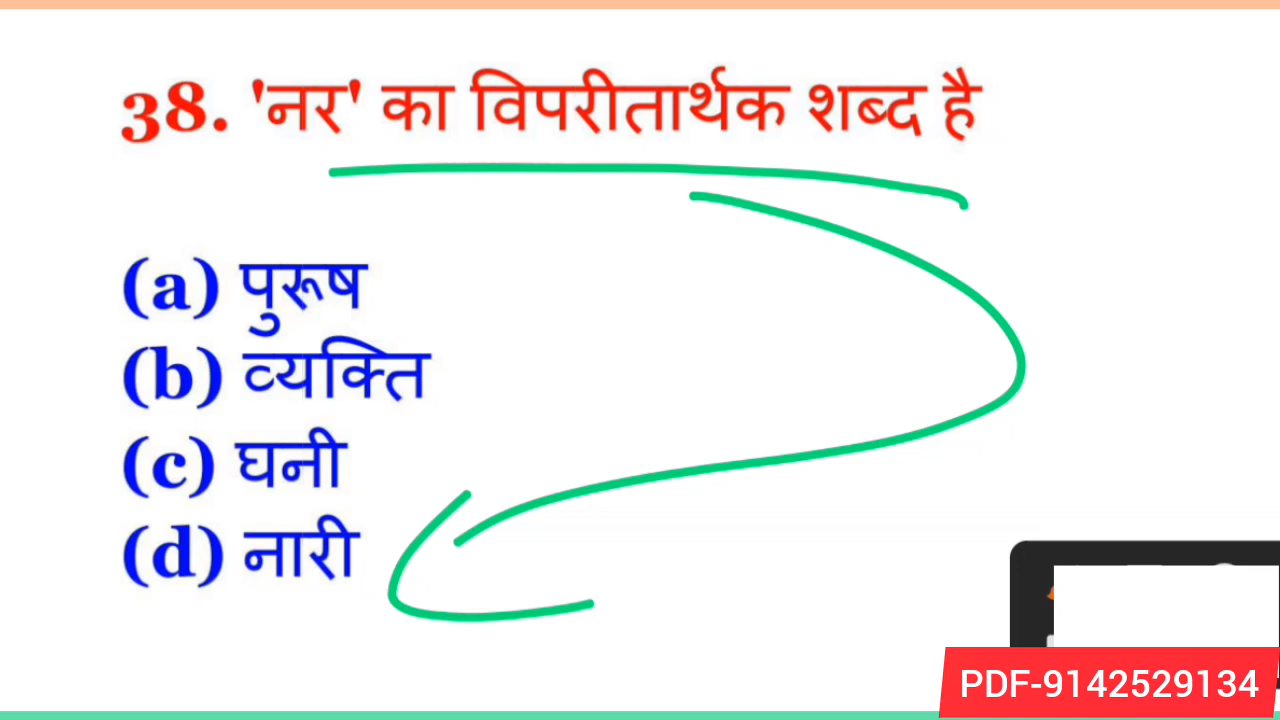 38. 'नर' का विपरीतार्थक शब्द है
(a) पुरूष
(b) व्यक्ति
(c) घनी
(d) नारी
PDF-9142529134